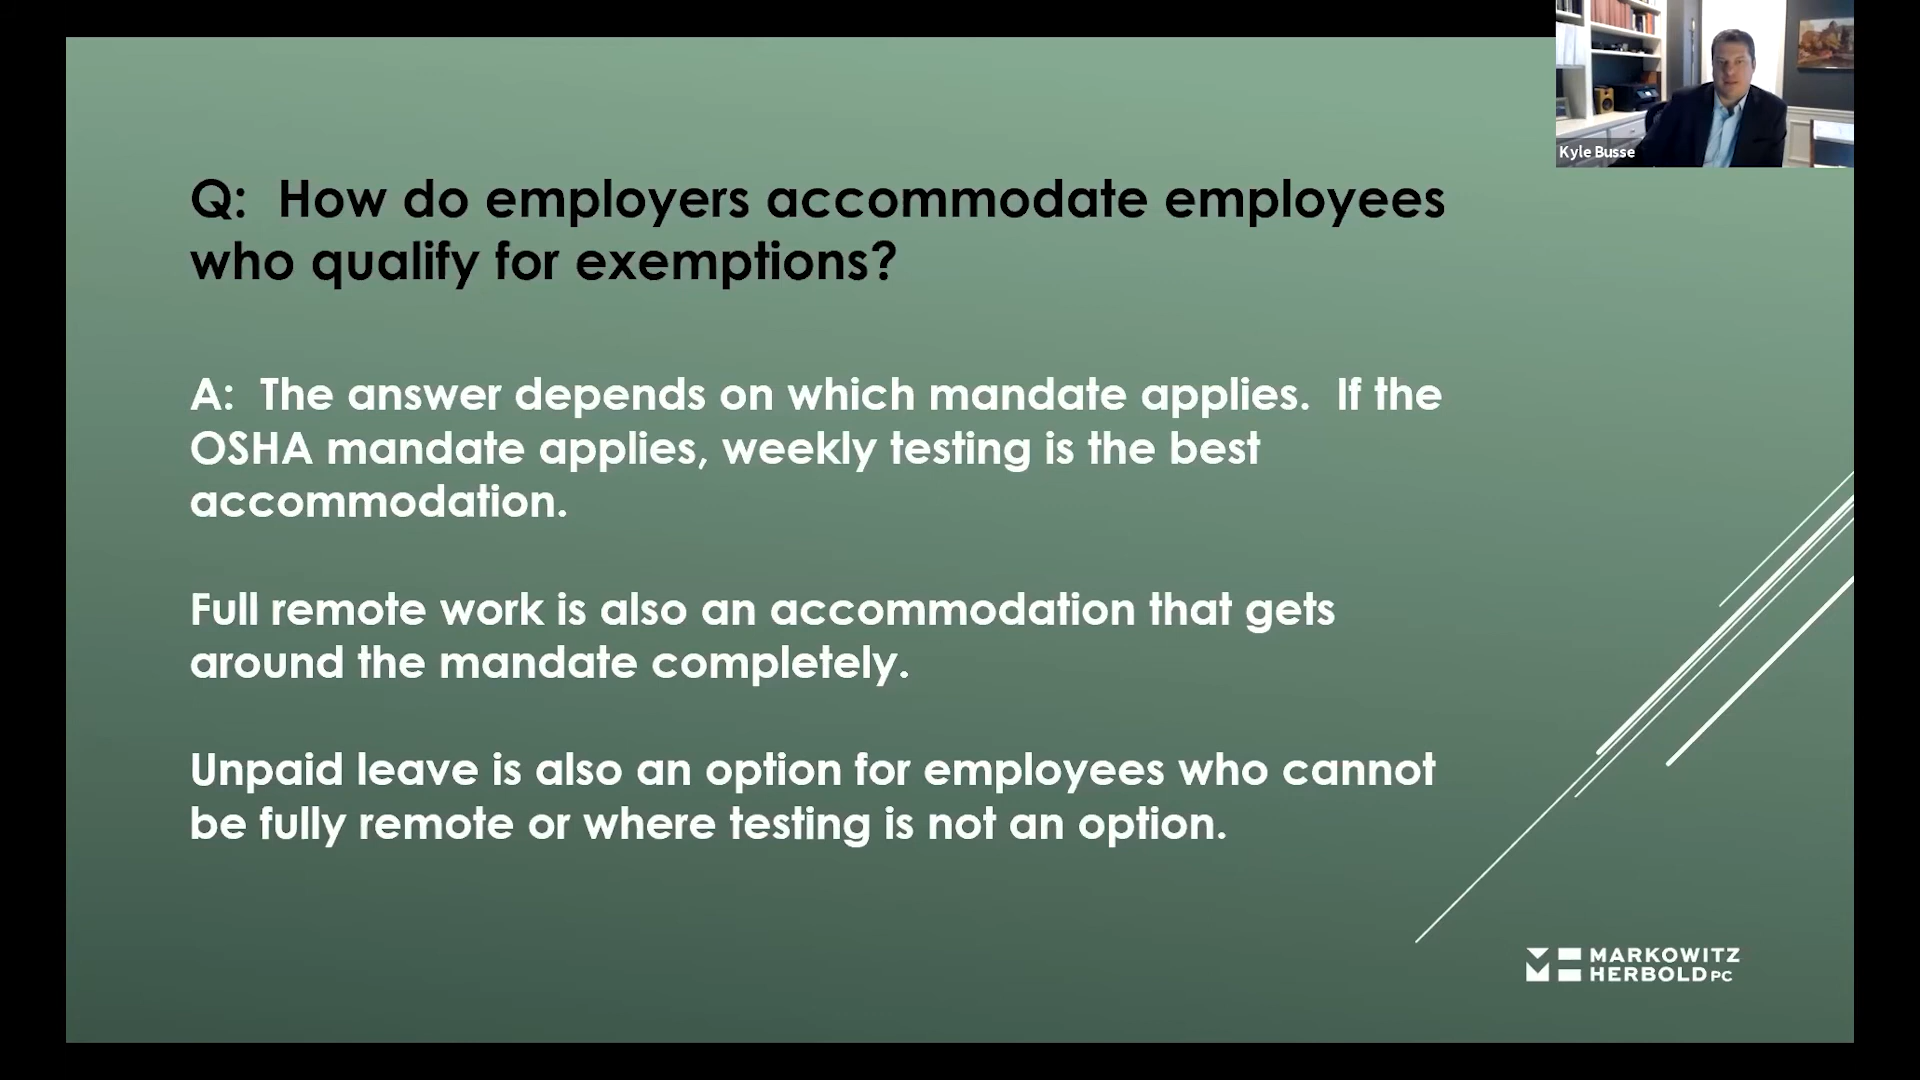 Kyle Busse
Q: How do employers accommodate employees
who qualify for exemptions?
A: The answer depends on which mandate applies. If the
OSHA mandate applies, weekly testing is the best
accommodation.
Full remote work is also an accommodation that gets
around the mandate completely.
Unpaid leave is also an option for employees who cannot
be fully remote or where testing is not an option.
MARKOWITZ
HERBOLD PC